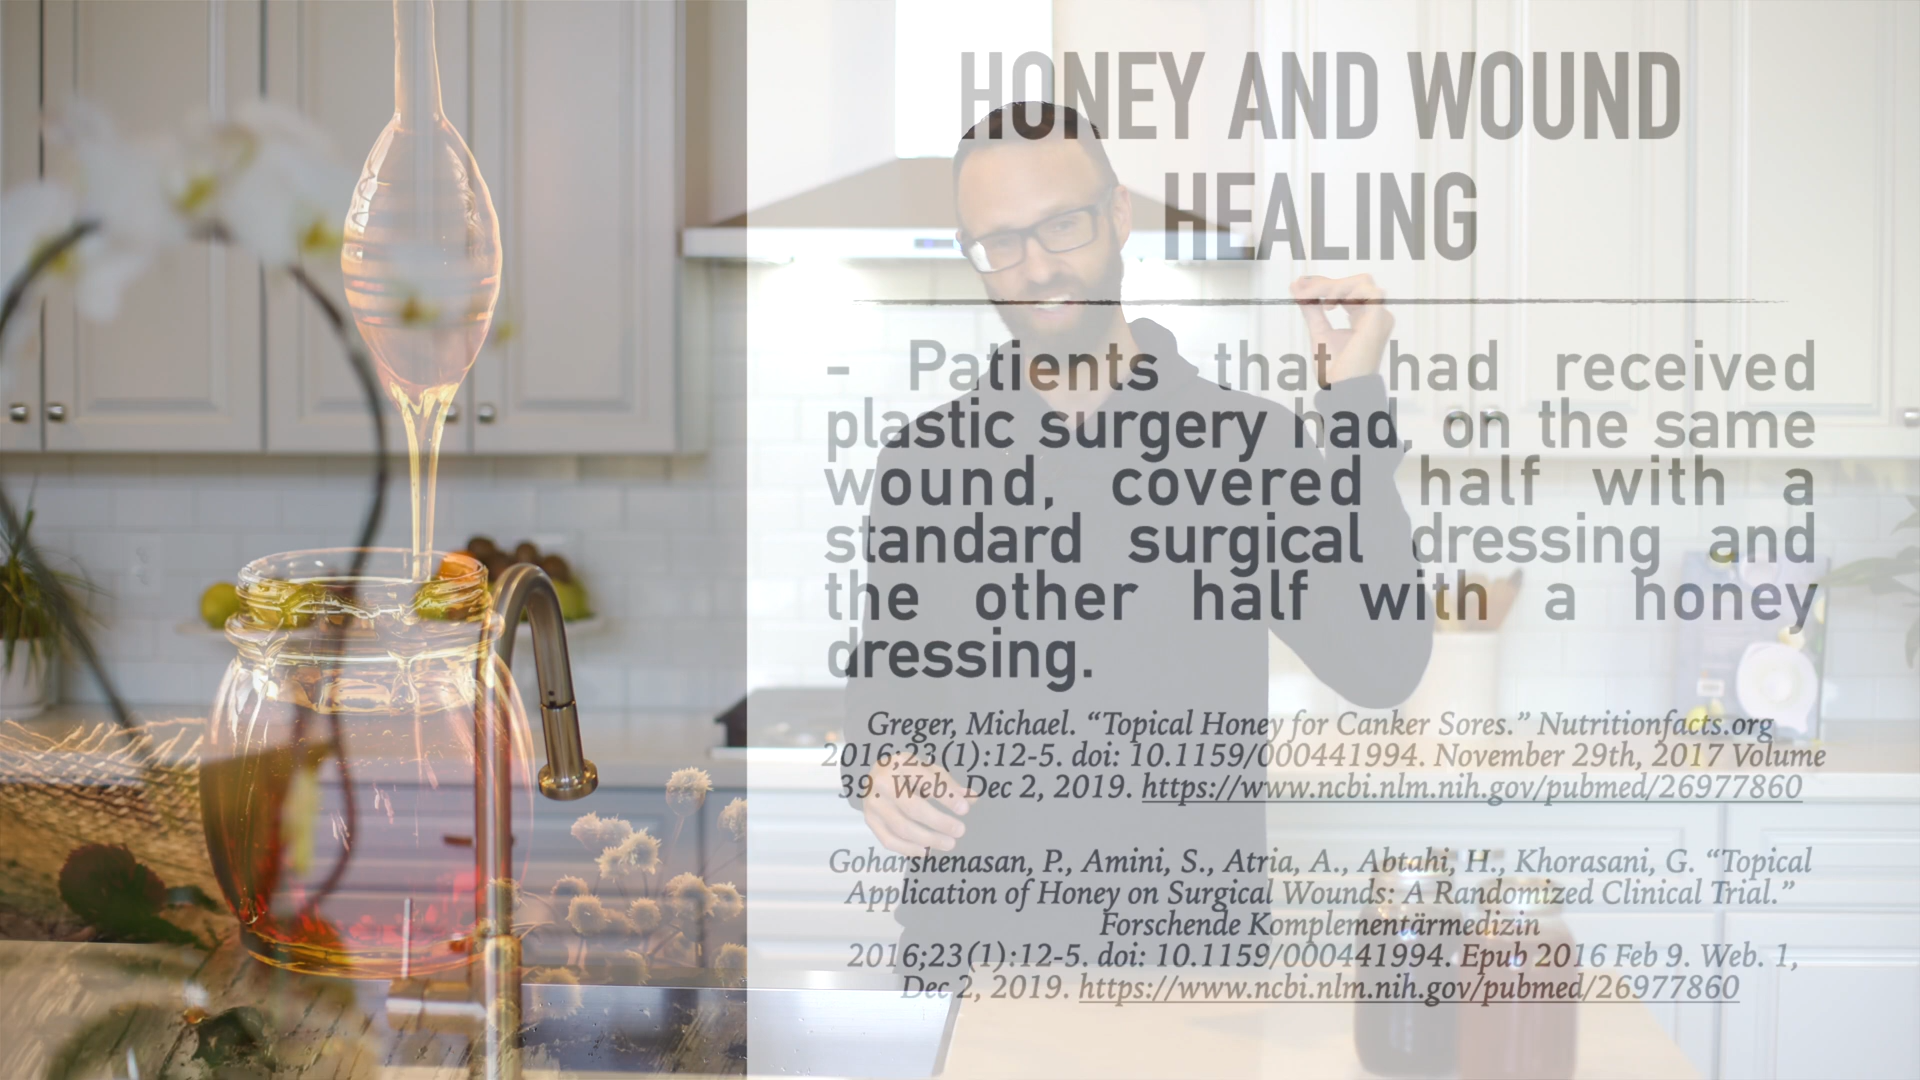 HONEY AND WOUND
HEALING
- Patients that had received
plastic surgery had, on the same
wound, covered half with a
standard surgical dressing and
the other half with a honey
dressing.
Greger, Michael. “Topical Honey for Canker Sores.” Nutritionfacts.org
2016;23(1):12-5. doi: 10.1159/000441994. November 29th, 2017 Volume
39. Web. Dec 2, 2019. https://www.ncbi.nlm.nih.gov/pubmed/26977860
Goharshenasan, P., Amini, S., Atria, A., Abtahi, H., Khorasani, G. “Topical
Application of Honey on Surgical Wounds: A Randomized Clinical Trial.”
Forschende Komplementärmedizin
2016;23(1):12-5. doi: 10.1159/000441994. Epub 2016 Feb 9. Web. 1,
Dec 2, 2019. https://www.ncbi.nlm.nih.gov/pubmed/26977860